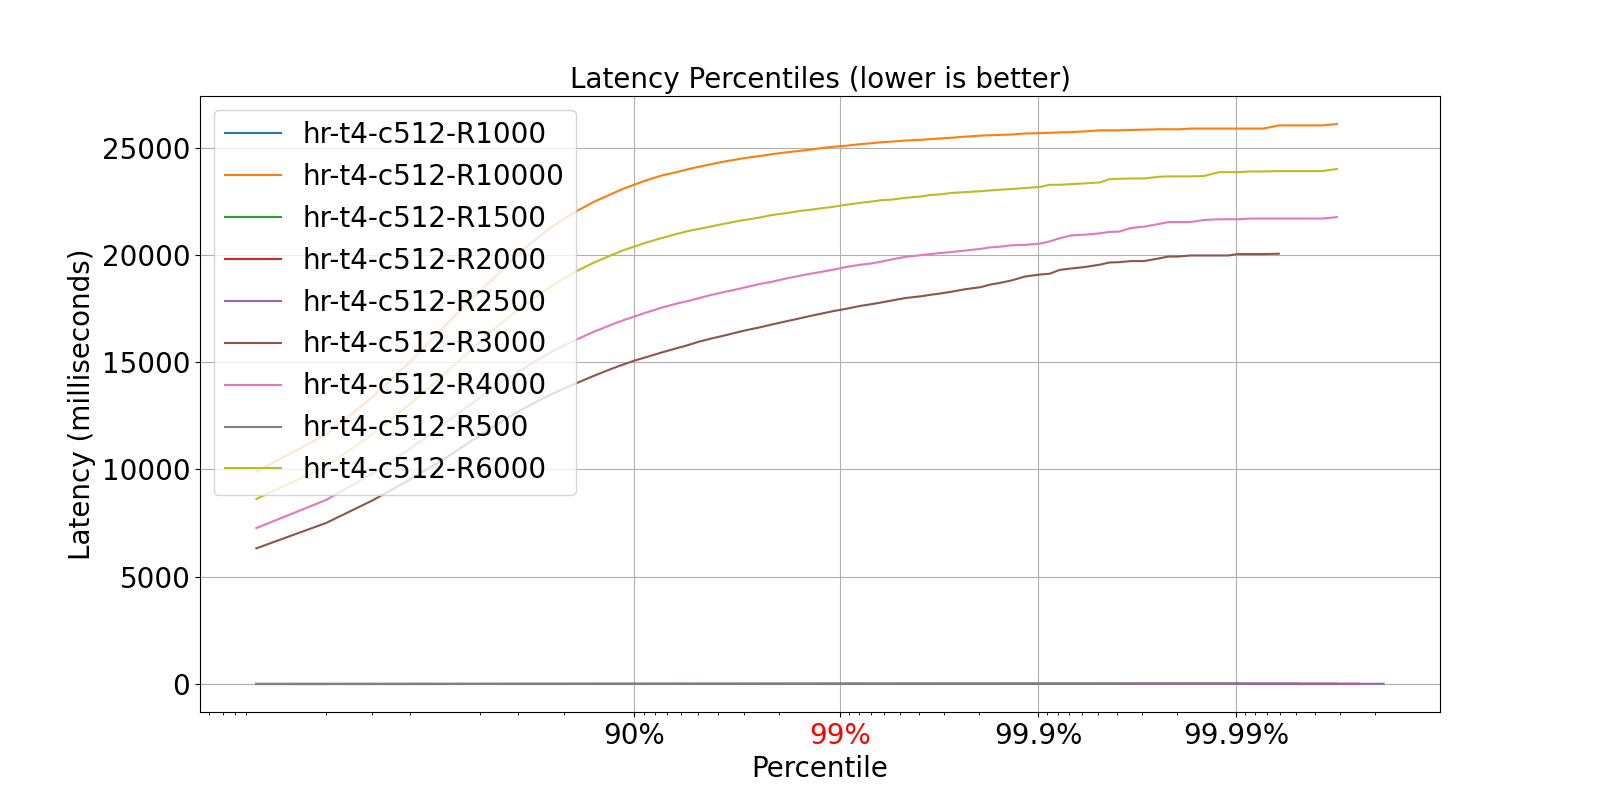 Latency Percentiles (lower is better)
hr-t4-c512-R1000
hr-t4-c512-R10000
hr-t4-c512-R1500
hr-t4-c512-R2000
hr-t4-c512-R2500
hr-t4-c512-R3000
hr-t4-c512-R4000
hr-t4-c512-R500
hr-t4-c512-R6000
Latency (milliseconds)
25000
20000
15000
10000
5000
0
90% 99% 99.9% 99.99%
Percentile